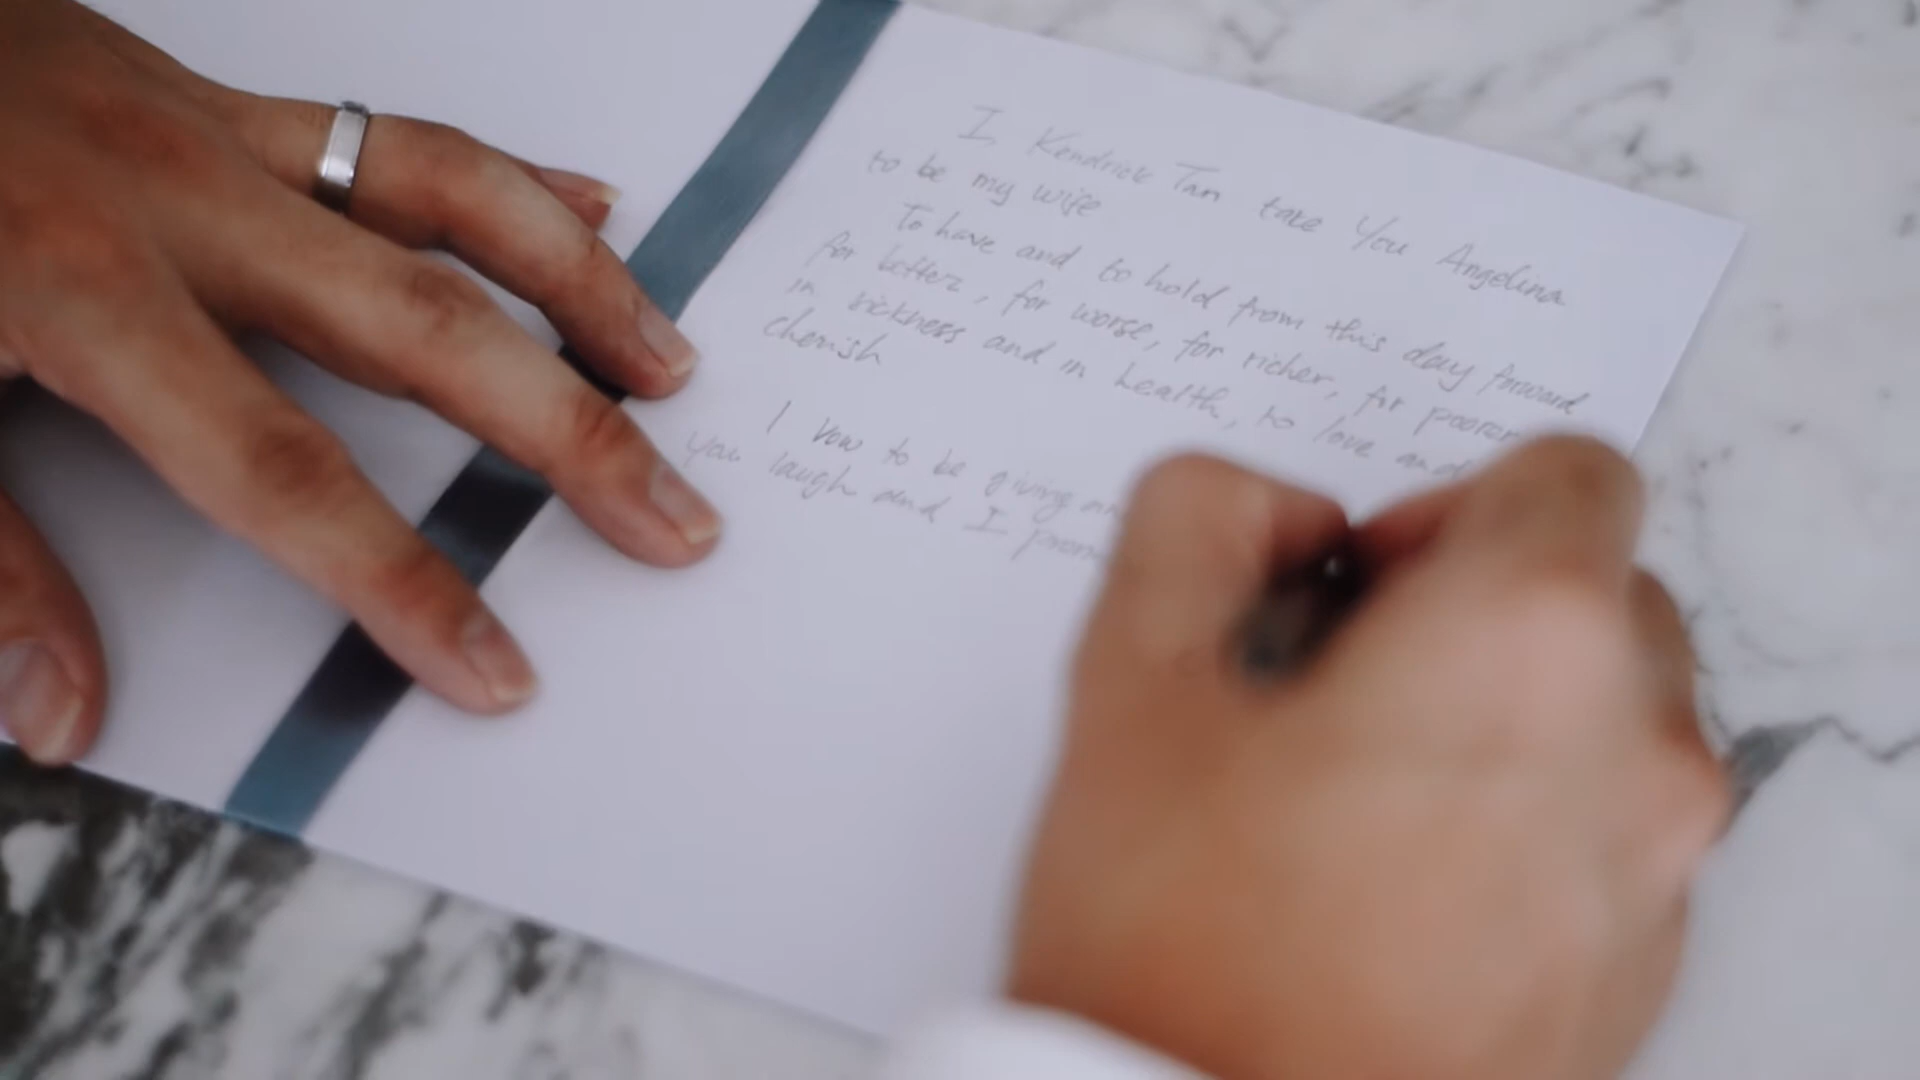 I Kendrick Tan take You Angelina
to be my wife
To have and to hold from this day forward
for better, for worse, for richer, for poorer
in sickness and in health, to love and
cherish
I vow to be giving
you laugh and I